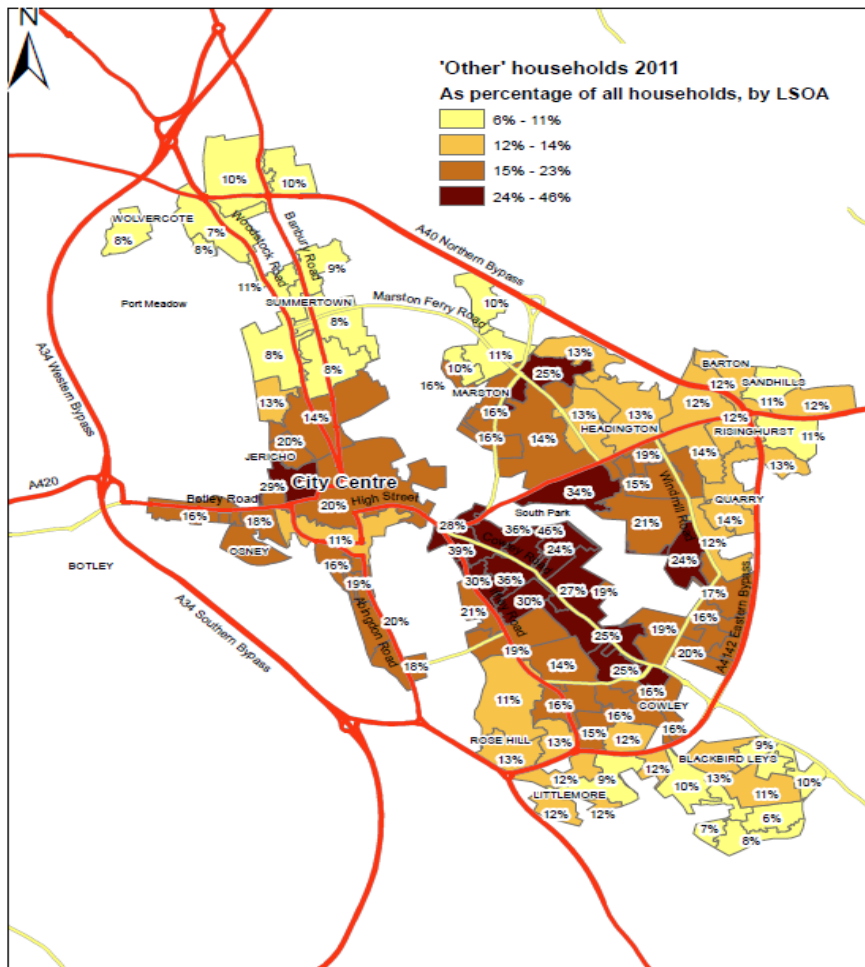 N
'Other' households 2011
As percentage of all households, by LSOA
6% - 11%
12% - 14%
15% - 23%
24% - 46%
10%
10%
WOLVERCOTE
8%
7%
8%
Woodstock Road
Banbury Road
9%
A40 Northern Bypass
11%
SUMMERTOWN
Port Meadow
Marston Ferry Road
10%
8%
8%
8%
A34 Western Bypass
11%
10%
13%
16%
25%
MARSTON
BARTON
12%
SANDHILLS
12%
11%
12%
13%
14%
16%
13%
13%
HEADINGTON
12%
RISINGHURST
11%
20%
JERICHO
16%
14%
19%
14%
13%
29%
City Centre
15%
Windmill Road
QUARRY
A420
Botley Road
20%
High Street
34%
South Park
21%
14%
16%
18%
28%
36%
46%
12%
OSNEY
11%
39%
24%
24%
BOTLEY
16%
19%
30%
36%
27%
19%
17%
A34 Southern Bypass
Abingdon Road
20%
21%
30%
Road
25%
19%
16%
A4142 Eastern Bypass
18%
19%
14%
25%
20%
11%
16%
16%
16%
COWLEY
ROSE HILL
13%
15%
12%
16%
13%
12%
9%
12%
BLACKBIRD LEYS
9%
LITTLEMORE
10%
13%
11%
10%
12%
12%
6%
7%
8%